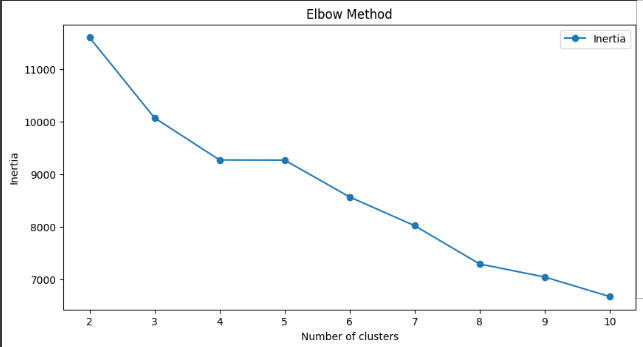 Elbow Method
Inertia
11000
10000
9000
8000
7000
Inertia
2 3 4 5 6 7 8 9 10
Number of clusters